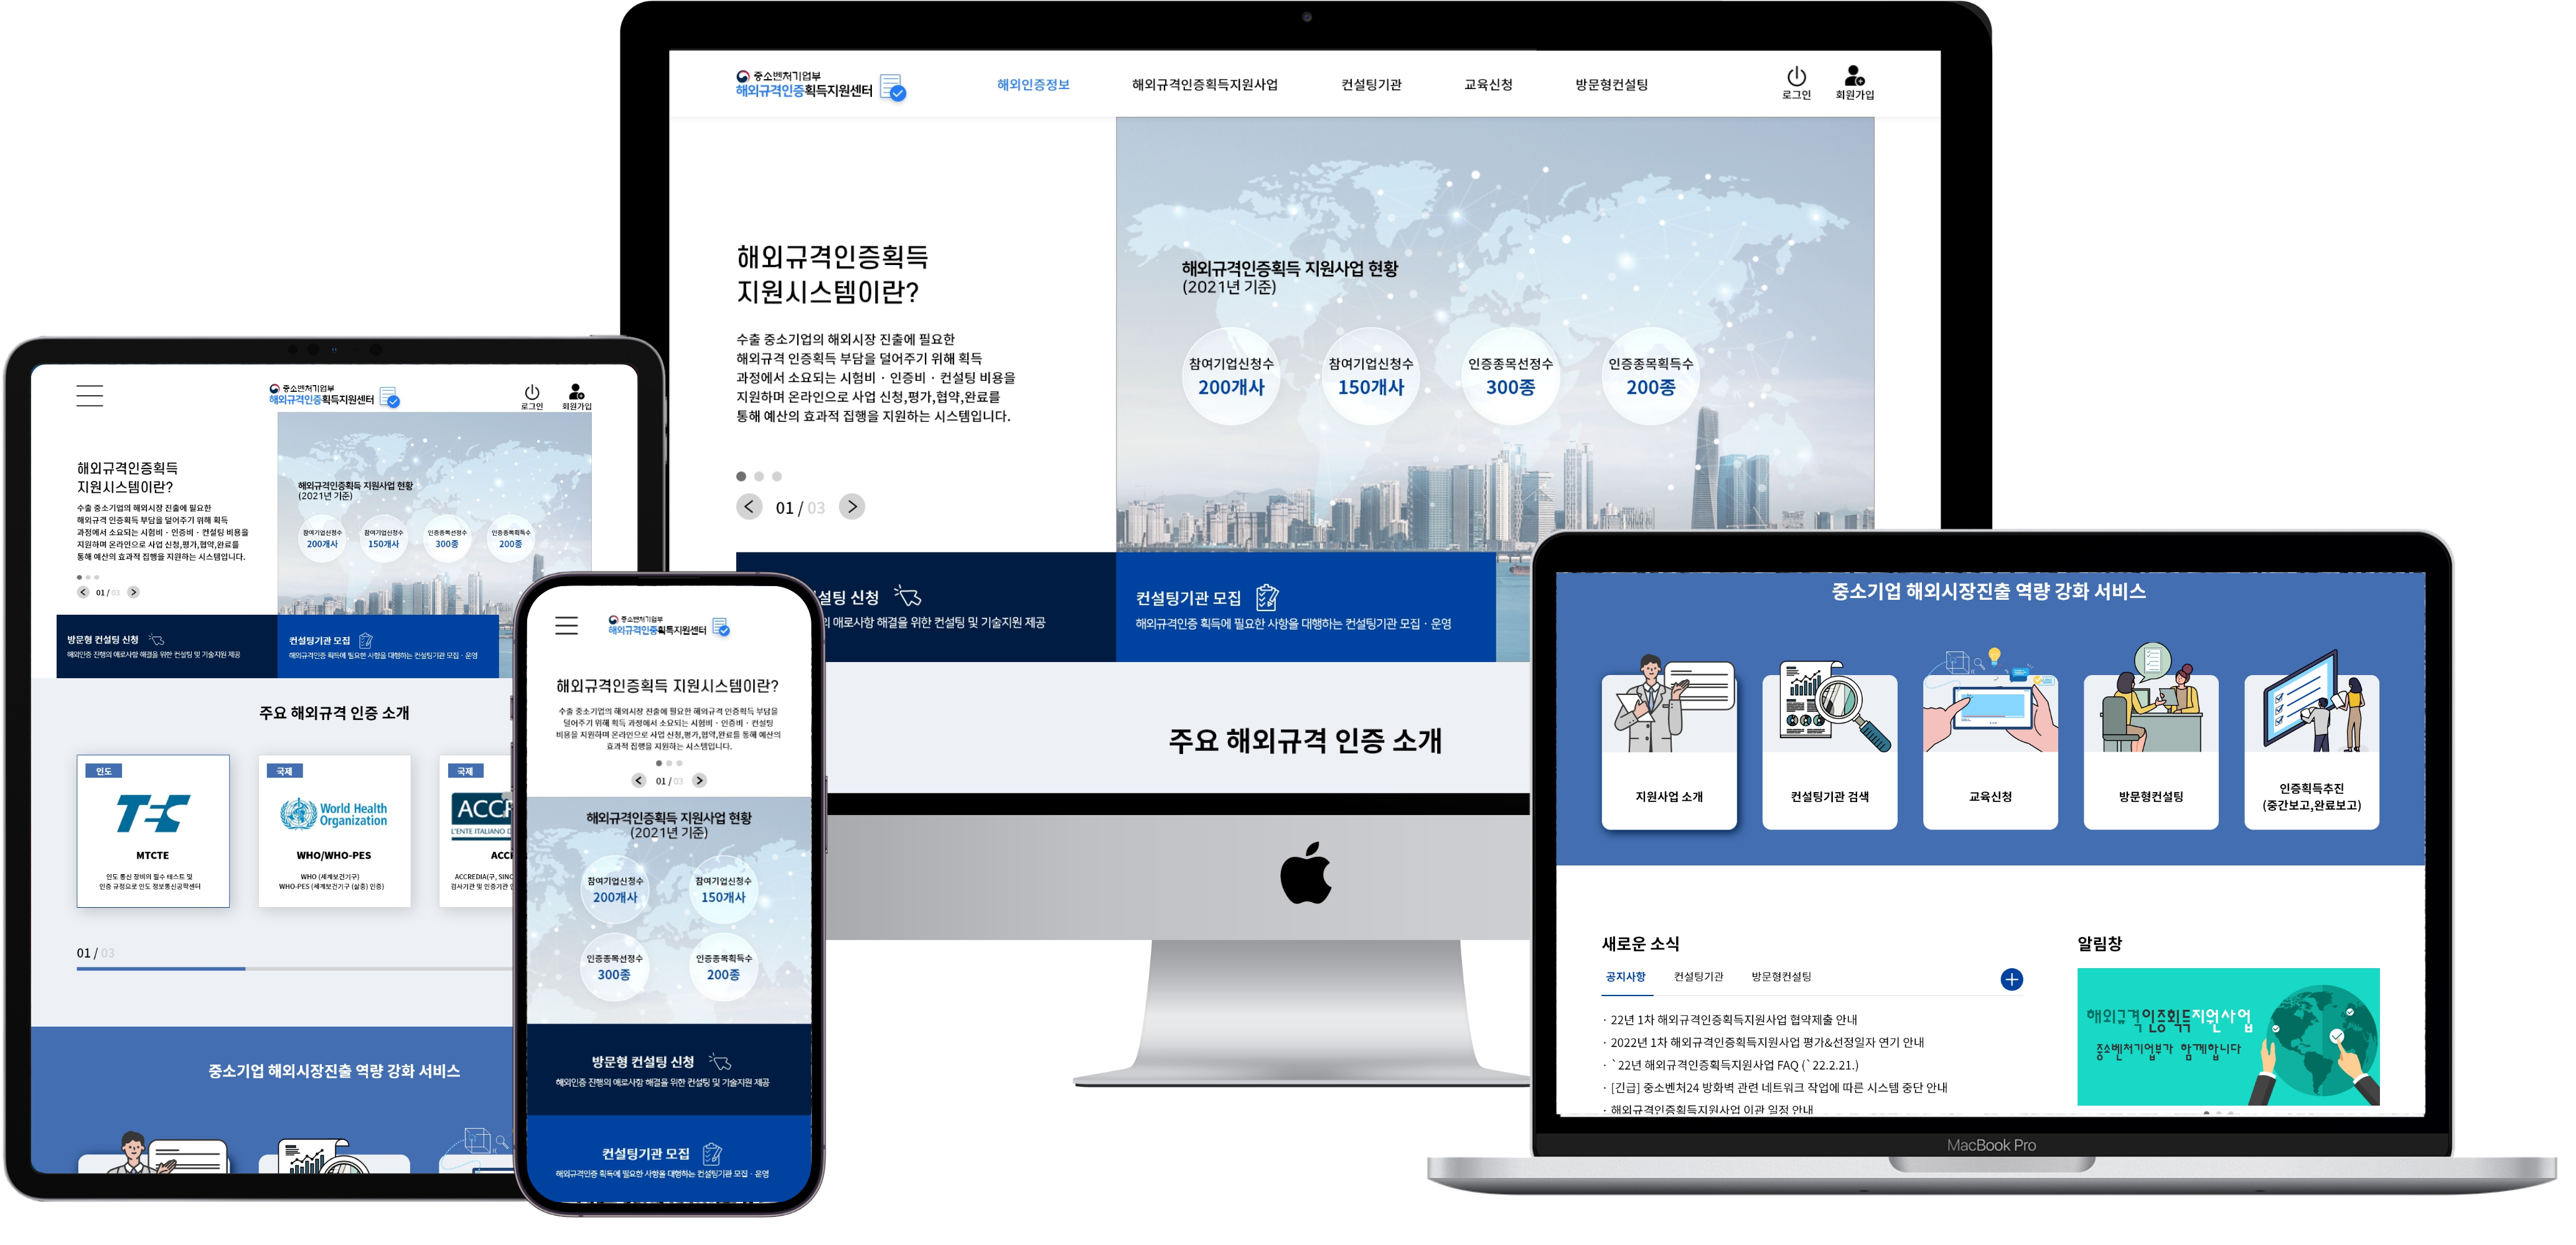 중소벤처기업부
해외규격인증획득지원센터
해외인증정보
해외규격인증획득지원사업
컨설팅기관
교육신청
방문형컨설팅
로그인
회원가입
해외규격인증획득
지원시스템이란?
수출 중소기업의 해외시장 진출에 필요한
해외규격 인증획득 부담을 덜어주기 위해 획득
과정에서 소요되는 시험비 · 인증비 · 컨설팅 비용을
지원하며 온라인으로 사업 신청,평가,협약,완료를
통해 예산의 효과적 집행을 지원하는 시스템입니다.
01 / 03
해외규격인증획득 지원사업 현황
(2021년 기준)
참여기업신청수
200개사
참여기업신청수
150개사
인증종목선정수
300종
인증종목획득수
200종
설팅 신청
애로사항 해결을 위한 컨설팅 및 기술지원 제공
컨설팅기관 모집
해외규격인증 획득에 필요한 사항을 대행하는 컨설팅기관 모집 · 운영
주요 해외규격 인증 소개
중소벤처기업부
해외규격인증획득지원센터
로그인
회원가입
해외규격인증획득
지원시스템이란?
수출 중소기업의 해외시장 진출에 필요한
해외규격 인증획득 부담을 덜어주기 위해 획득
과정에서 소요되는 시험비 · 인증비 · 컨설팅 비용을
지원하며 온라인으로 사업 신청,평가,협약,완료를
통해 예산의 효과적 집행을 지원하는 시스템입니다.
01 / 03
해외규격인증획득 지원사업 현황
(2021년 기준)
참여기업신청수
200개사
참여기업신청수
150개사
인증종목선정수
300종
인증종목획득수
200종
방문형 컨설팅 신청
해외인증 진행의 애로사항 해결을 위한 컨설팅 및 기술지원 제공
컨설팅기관 모집
해외규격인증 획득에 필요한 사항을 대행하는 컨설팅기관 모집 · 운영
주요 해외규격 인증 소개
인도
TEC
MTCTE
인도 통신 장비의 필수 테스트 및
인증 규정으로 인도 정보통신공학센터
국제
World Health
Organization
WHO/WHO-PES
WHO (세계보건기구)
WHO-PES (세계보건기구 (살충) 인증)
국제
ACCR
L'ENTE ITALIANO D
ACCR
ACCREDIA(구, SINC
검사기관 및 인증기관 인
01 / 03
중소기업 해외시장진출 역량 강화 서비스
중소벤처기업부
해외규격인증획득지원센터
해외규격인증획득 지원시스템이란?
수출 중소기업의 해외시장 진출에 필요한 해외규격 인증획득 부담을
덜어주기 위해 획득 과정에서 소요되는 시험비 · 인증비 · 컨설팅
비용을 지원하며 온라인으로 사업 신청,평가,협약,완료를 통해 예산의
효과적 집행을 지원하는 시스템입니다.
01 / 03
해외규격인증획득 지원사업 현황
(2021년 기준)
참여기업신청수
200개사
참여기업신청수
150개사
인증종목선정수
300종
인증종목획득수
200종
방문형 컨설팅 신청
해외인증 진행의 애로사항 해결을 위한 컨설팅 및 기술지원 제공
컨설팅기관 모집
해외규격인증 획득에 필요한 사항을 대행하는 컨설팅기관 모집 · 운영
중소기업 해외시장진출 역량 강화 서비스
지원사업 소개
컨설팅기관 검색
교육신청
방문형컨설팅
인증획득추진
(중간보고,완료보고)
새로운 소식
공지사항
컨설팅기관
방문형컨설팅
· 22년 1차 해외규격인증획득지원사업 협약제출 안내
· 2022년 1차 해외규격인증획득지원사업 평가&선정일자 연기 안내
· `22년 해외규격인증획득지원사업 FAQ (`22.2.21.)
· [긴급] 중소벤처24 방화벽 관련 네트워크 작업에 따른 시스템 중단 안내
· 해외규격인증획득지원사업 이관 일정 안내
알림창
해외규격인증획득지원사업
중소벤처기업부가 함께합니다
MacBook Pro